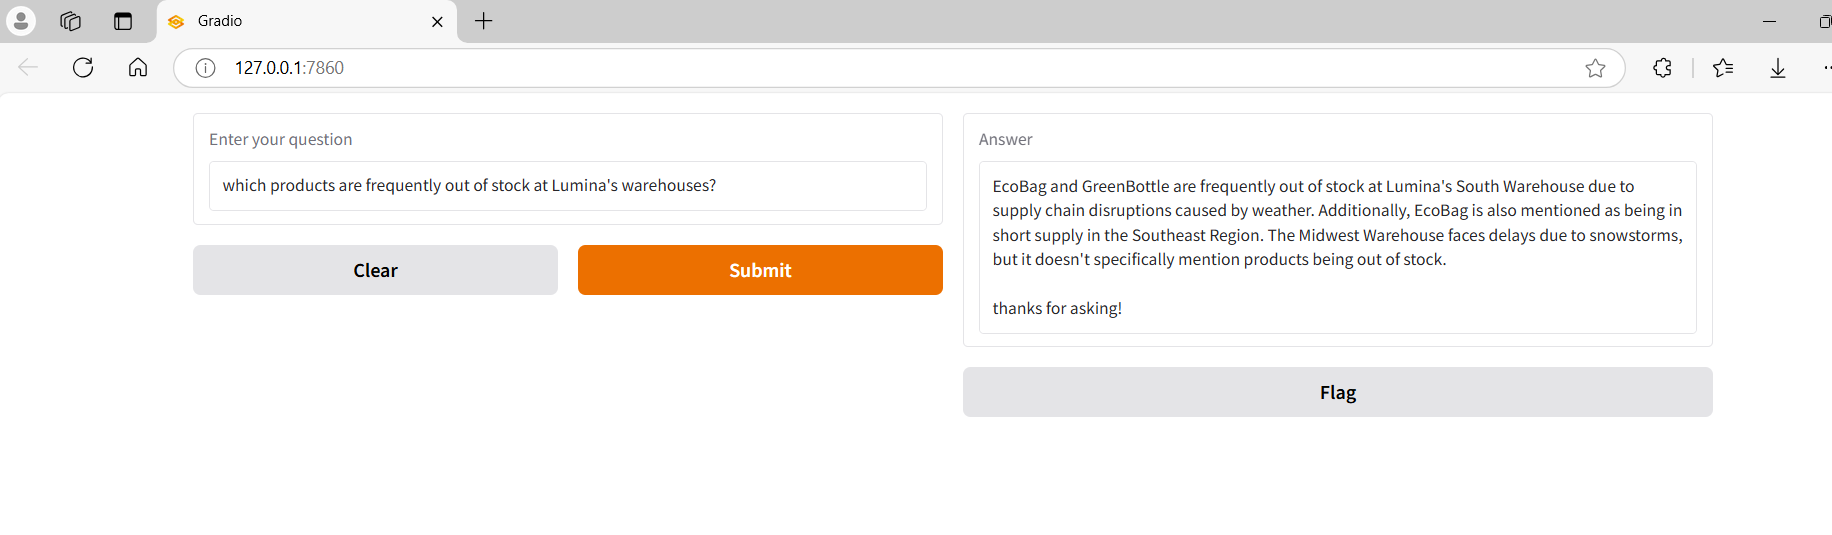 Gradio
127.0.0.1:7860
Enter your question
which products are frequently out of stock at Lumina's warehouses?
Clear
Submit
Answer
EcoBag and GreenBottle are frequently out of stock at Lumina's South Warehouse due to
supply chain disruptions caused by weather. Additionally, EcoBag is also mentioned as being in
short supply in the Southeast Region. The Midwest Warehouse faces delays due to snowstorms,
but it doesn't specifically mention products being out of stock.
thanks for asking!
Flag